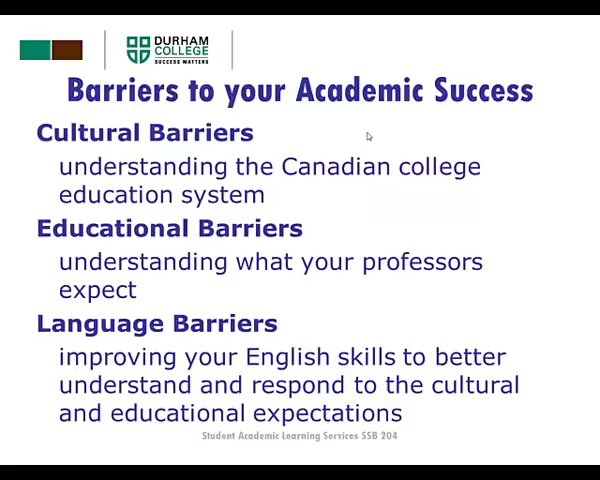 DURHAM
COLLEGE
SUCCESS MATTERS
Barriers to your Academic Success
Cultural Barriers
understanding the Canadian college
education system
Educational Barriers
understanding what your professors
expect
Language Barriers
improving your English skills to better
understand and respond to the cultural
and educational expectations
Student Academic Learning Services SSB 204